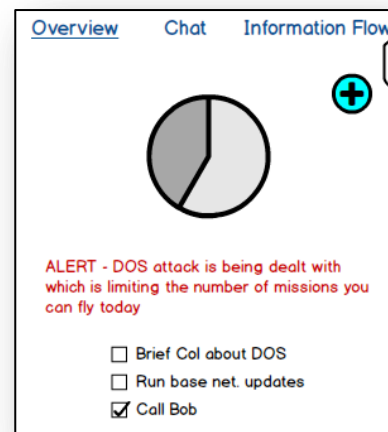 Overview Chat Information Flow
ALERT - DOS attack is being dealt with
which is limiting the number of missions you
can fly today
Brief Col about DOS
Run base net. updates
Call Bob